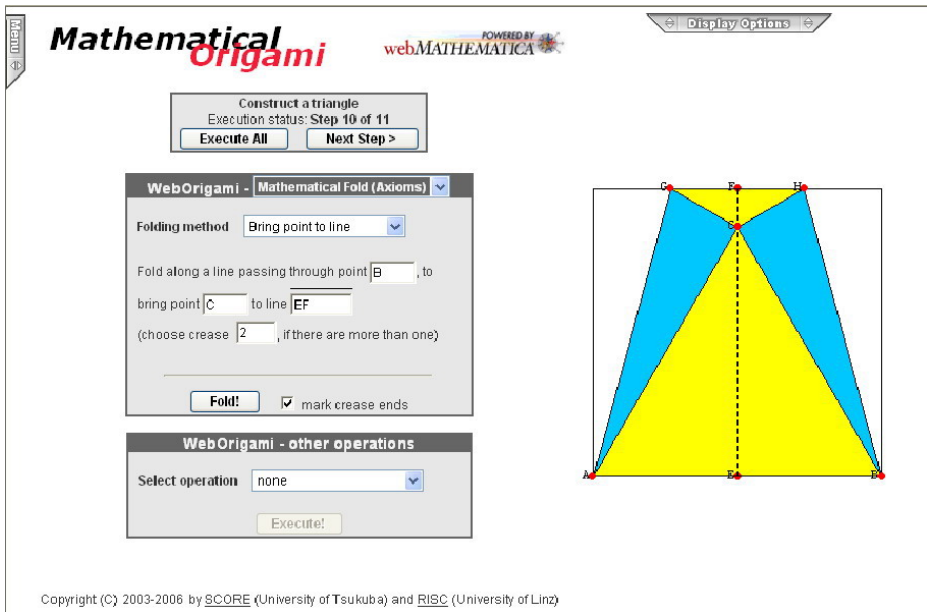 Menu
Display Options
Mathematical
Origami
POWERED BY
webMATHEMATICA
Construct a triangle
Execution status: Step 10 of 11
Execute All Next Step >
WebOrigami - Mathematical Fold (Axioms)
Folding method Bring point to line
Fold along a line passing through point B , to
bring point C to line EF
(choose crease 2 , if there are more than one)
Fold! mark crease ends
WebOrigami - other operations
Select operation none
Execute!
G F H
A E B
Copyright (C) 2003-2006 by SCORE (University of Tsukuba) and RISC (University of Linz)